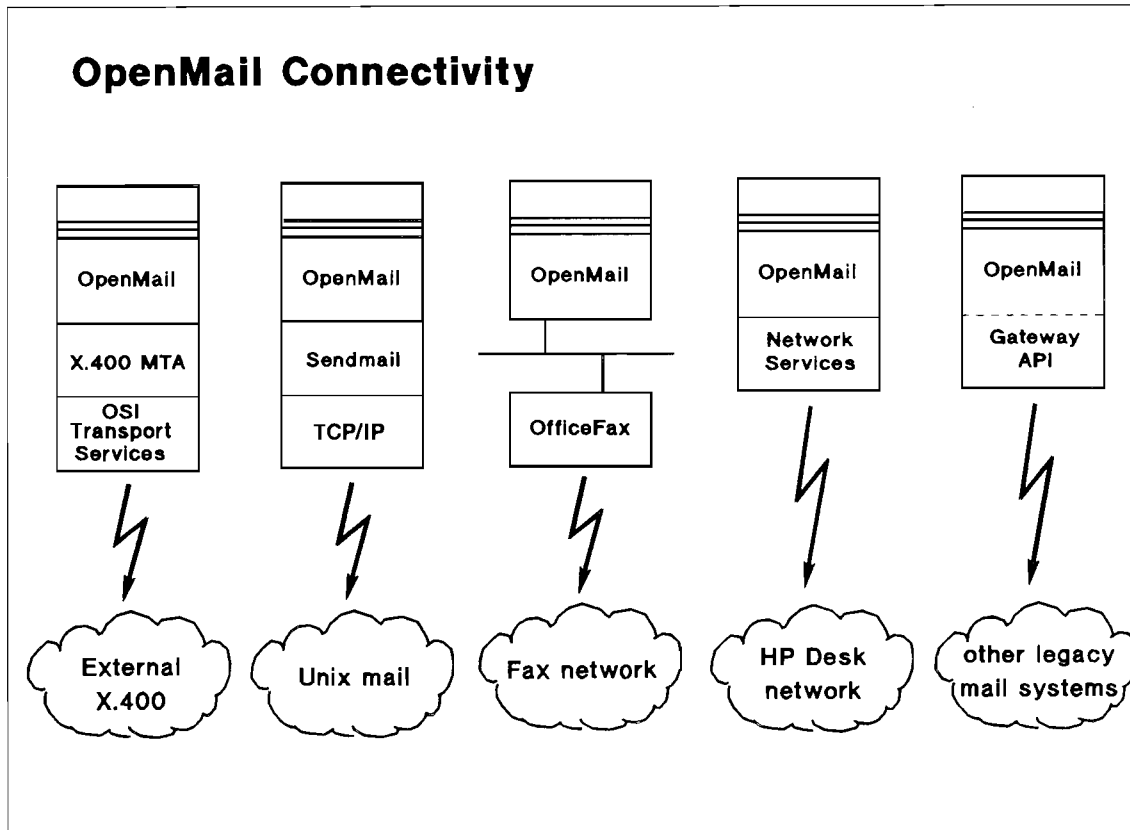 OpenMail Connectivity
OpenMail
X.400 MTA
OSI
Transport
Services
External
X.400
OpenMail
Sendmail
TCP/IP
Unix mail
OpenMail
OfficeFax
Fax network
OpenMail
Network
Services
HP Desk
network
OpenMail
Gateway
API
other legacy
mail systems